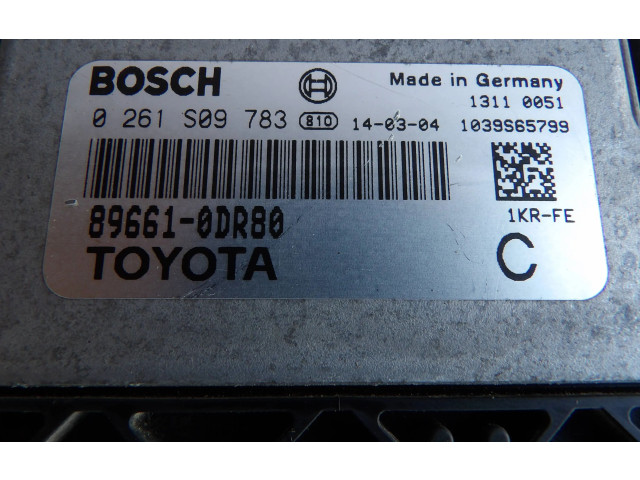 BOSCH Made in Germany
1311 0051
0 261 S09 783 810 14-03-04 1039S65799
89661-0DR80 1KR-FE
TOYOTA C